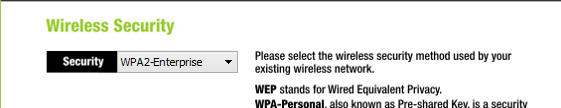 Wireless Security
Security WPA2-Enterprise Please select the wireless security method used by your
existing wireless network.
WEP stands for Wired Equivalent Privacy.
WPA-Personal, also known as Pre-shared Key, is a security